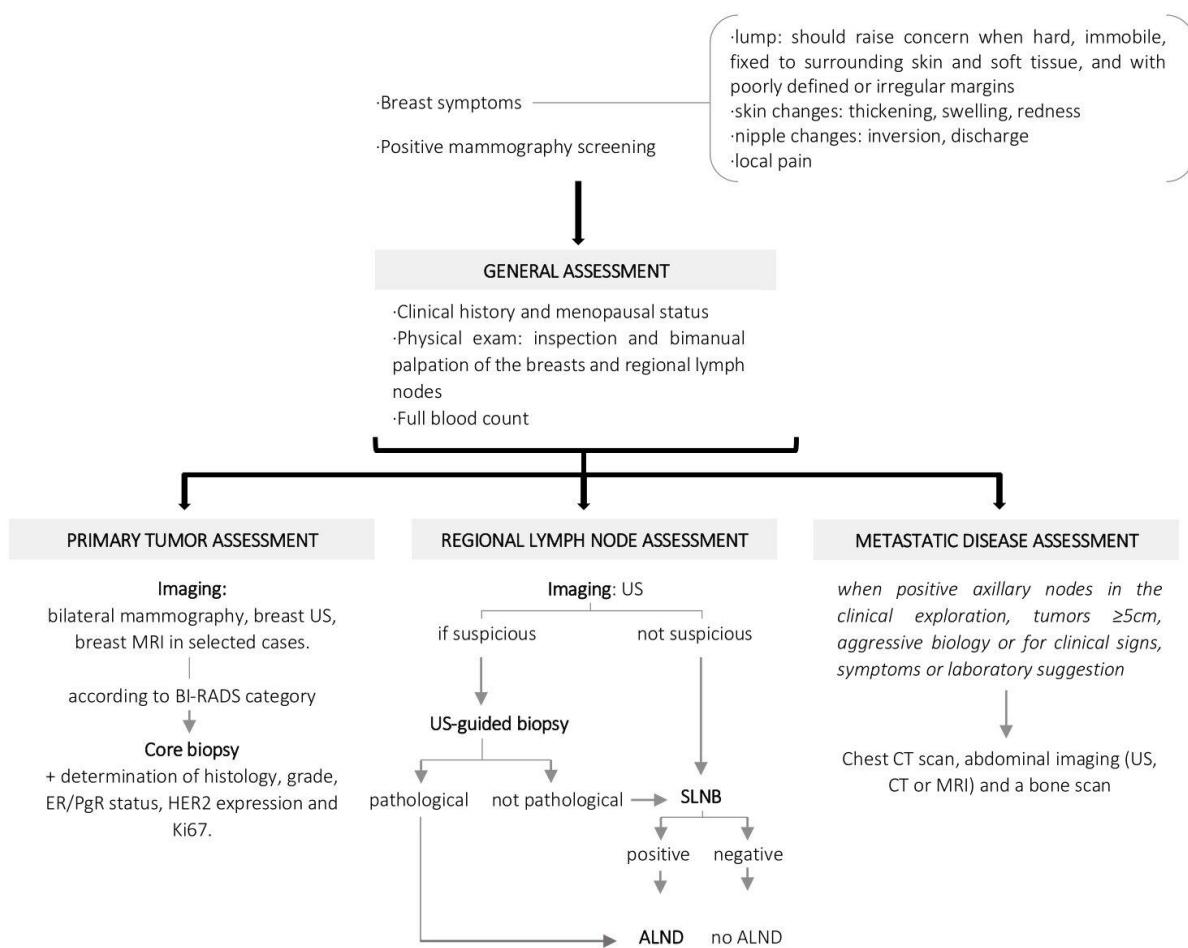 ·lump: should raise concern when hard, immobile,
fixed to surrounding skin and soft tissue, and with
poorly defined or irregular margins
·skin changes: thickening, swelling, redness
·nipple changes: inversion, discharge
·local pain
·Breast symptoms
·Positive mammography screening
GENERAL ASSESSMENT
·Clinical history and menopausal status
·Physical exam: inspection and bimanual
palpation of the breasts and regional lymph
nodes
·Full blood count
PRIMARY TUMOR ASSESSMENT
Imaging:
bilateral mammography, breast US,
breast MRI in selected cases.
according to BI-RADS category
Core biopsy
+ determination of histology, grade,
ER/PgR status, HER2 expression and
Ki67.
REGIONAL LYMPH NODE ASSESSMENT
Imaging: US
if suspicious
not suspicious
US-guided biopsy
pathological
not pathological
SLNB
positive
negative
ALND
no ALND
METASTATIC DISEASE ASSESSMENT
when positive axillary nodes in the
clinical exploration, tumors ≥5cm,
aggressive biology or for clinical signs,
symptoms or laboratory suggestion
Chest CT scan, abdominal imaging (US,
CT or MRI) and a bone scan